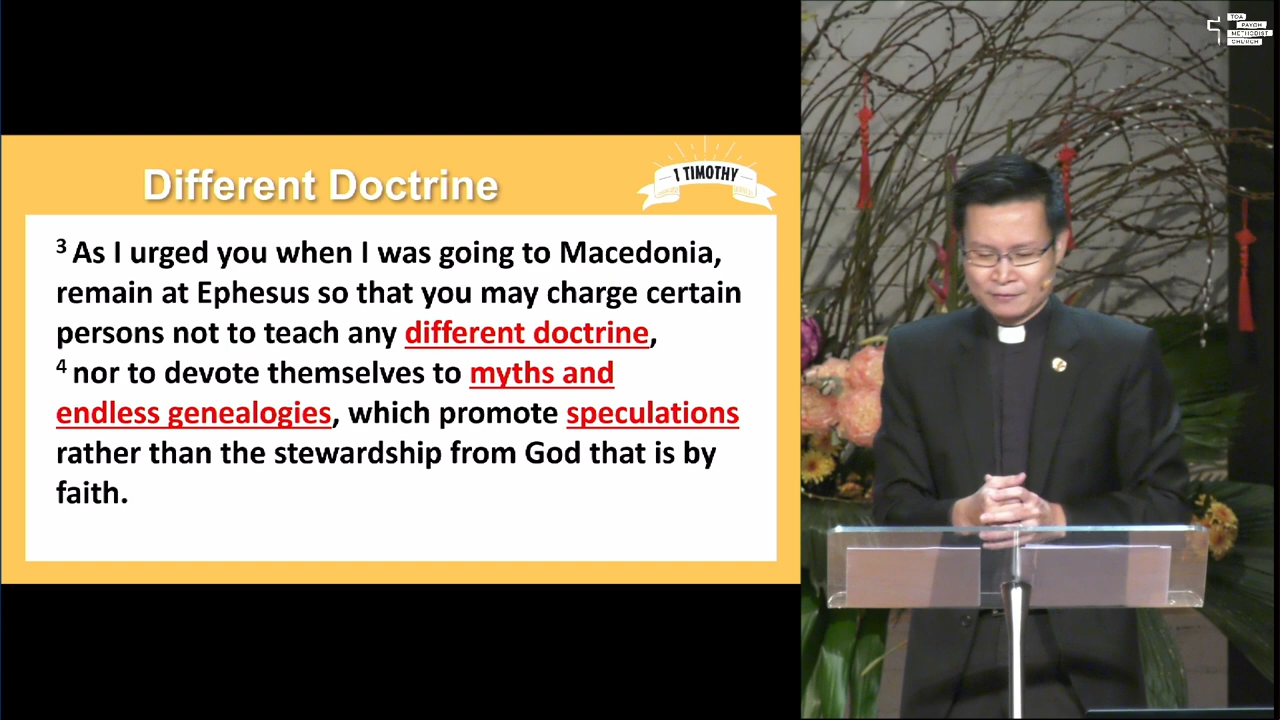 Different Doctrine
1 TIMOTHY
³ As I urged you when I was going to Macedonia,
remain at Ephesus so that you may charge certain
persons not to teach any different doctrine,
⁴ nor to devote themselves to myths and
endless genealogies, which promote speculations
rather than the stewardship from God that is by
faith.
TOA
PAYOH
METHODIST
CHURCH